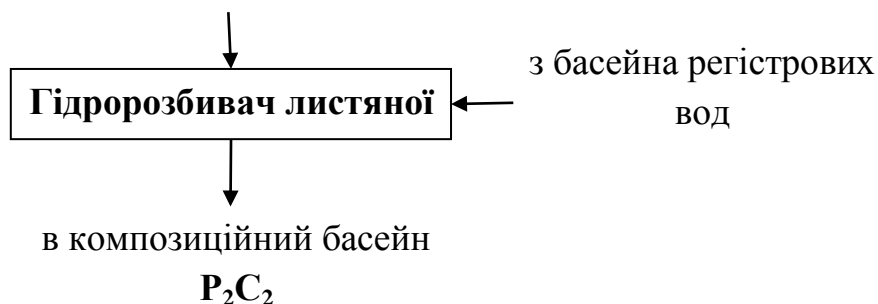 з басейна регістрових
вод
Гідророзбивач листяної
в композиційний басейн
P₂C₂